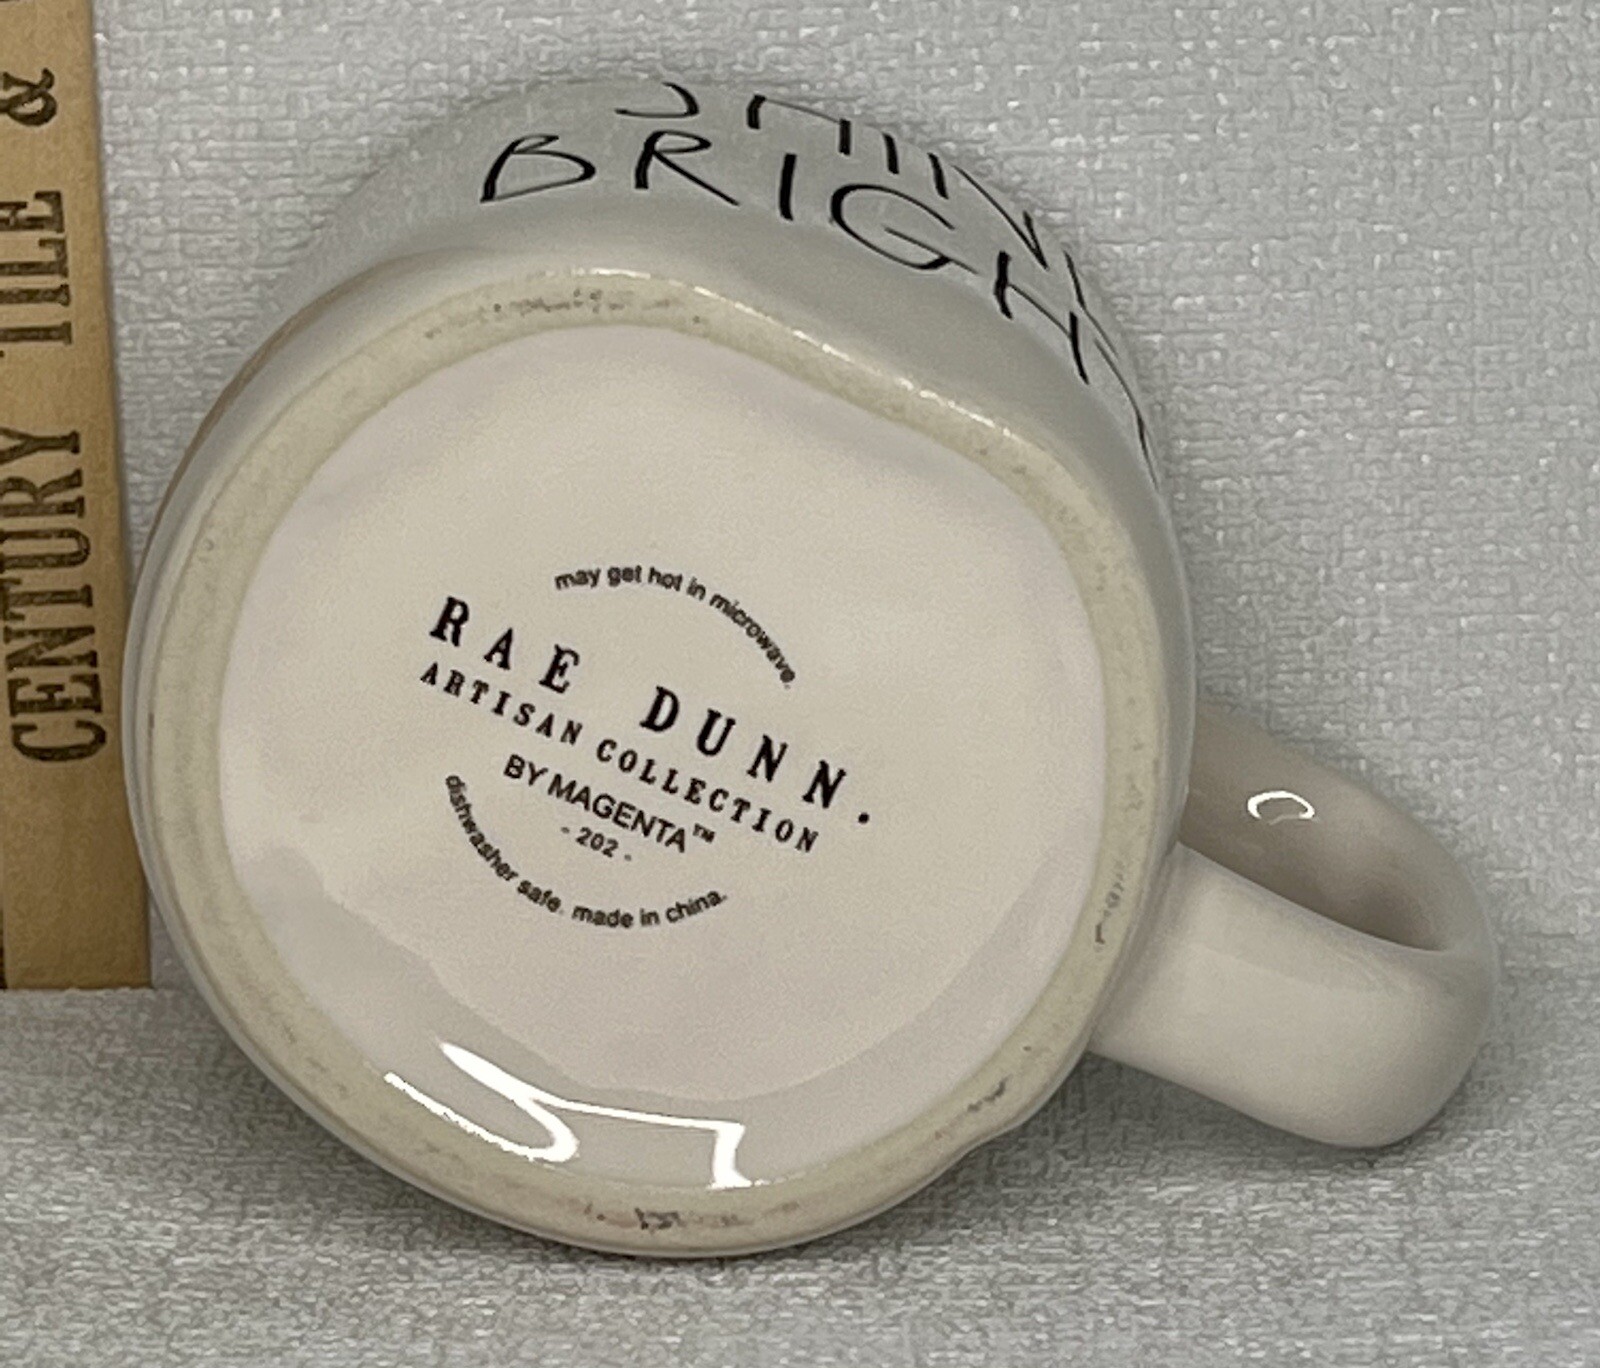 CENTURY TILE &
SHINE
BRIGHT
may get hot in microwave.
RAE DUNN.
ARTISAN COLLECTION
BY MAGENTA™
- 202 -
dishwasher safe. made in china.